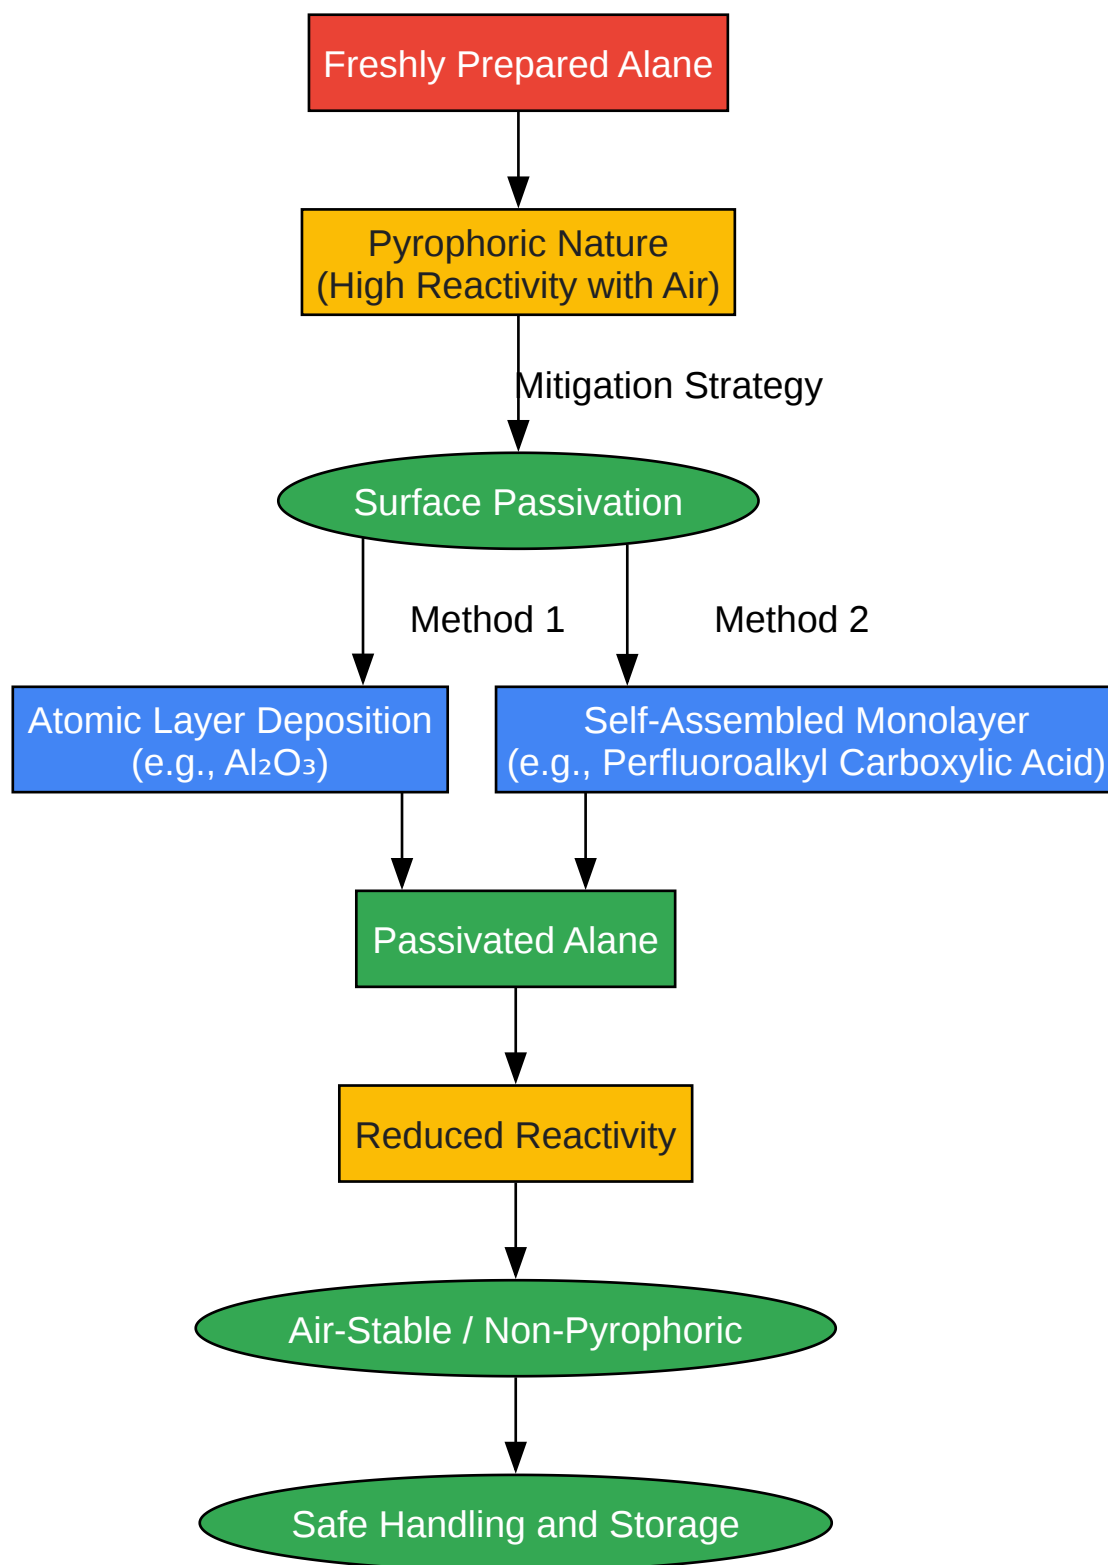 Freshly Prepared Alane
Pyrophoric Nature
(High Reactivity with Air)
Mitigation Strategy
Surface Passivation
Method 1
Method 2
Atomic Layer Deposition
(e.g., Al₂O₃)
Self-Assembled Monolayer
(e.g., Perfluoroalkyl Carboxylic Acid)
Passivated Alane
Reduced Reactivity
Air-Stable / Non-Pyrophoric
Safe Handling and Storage